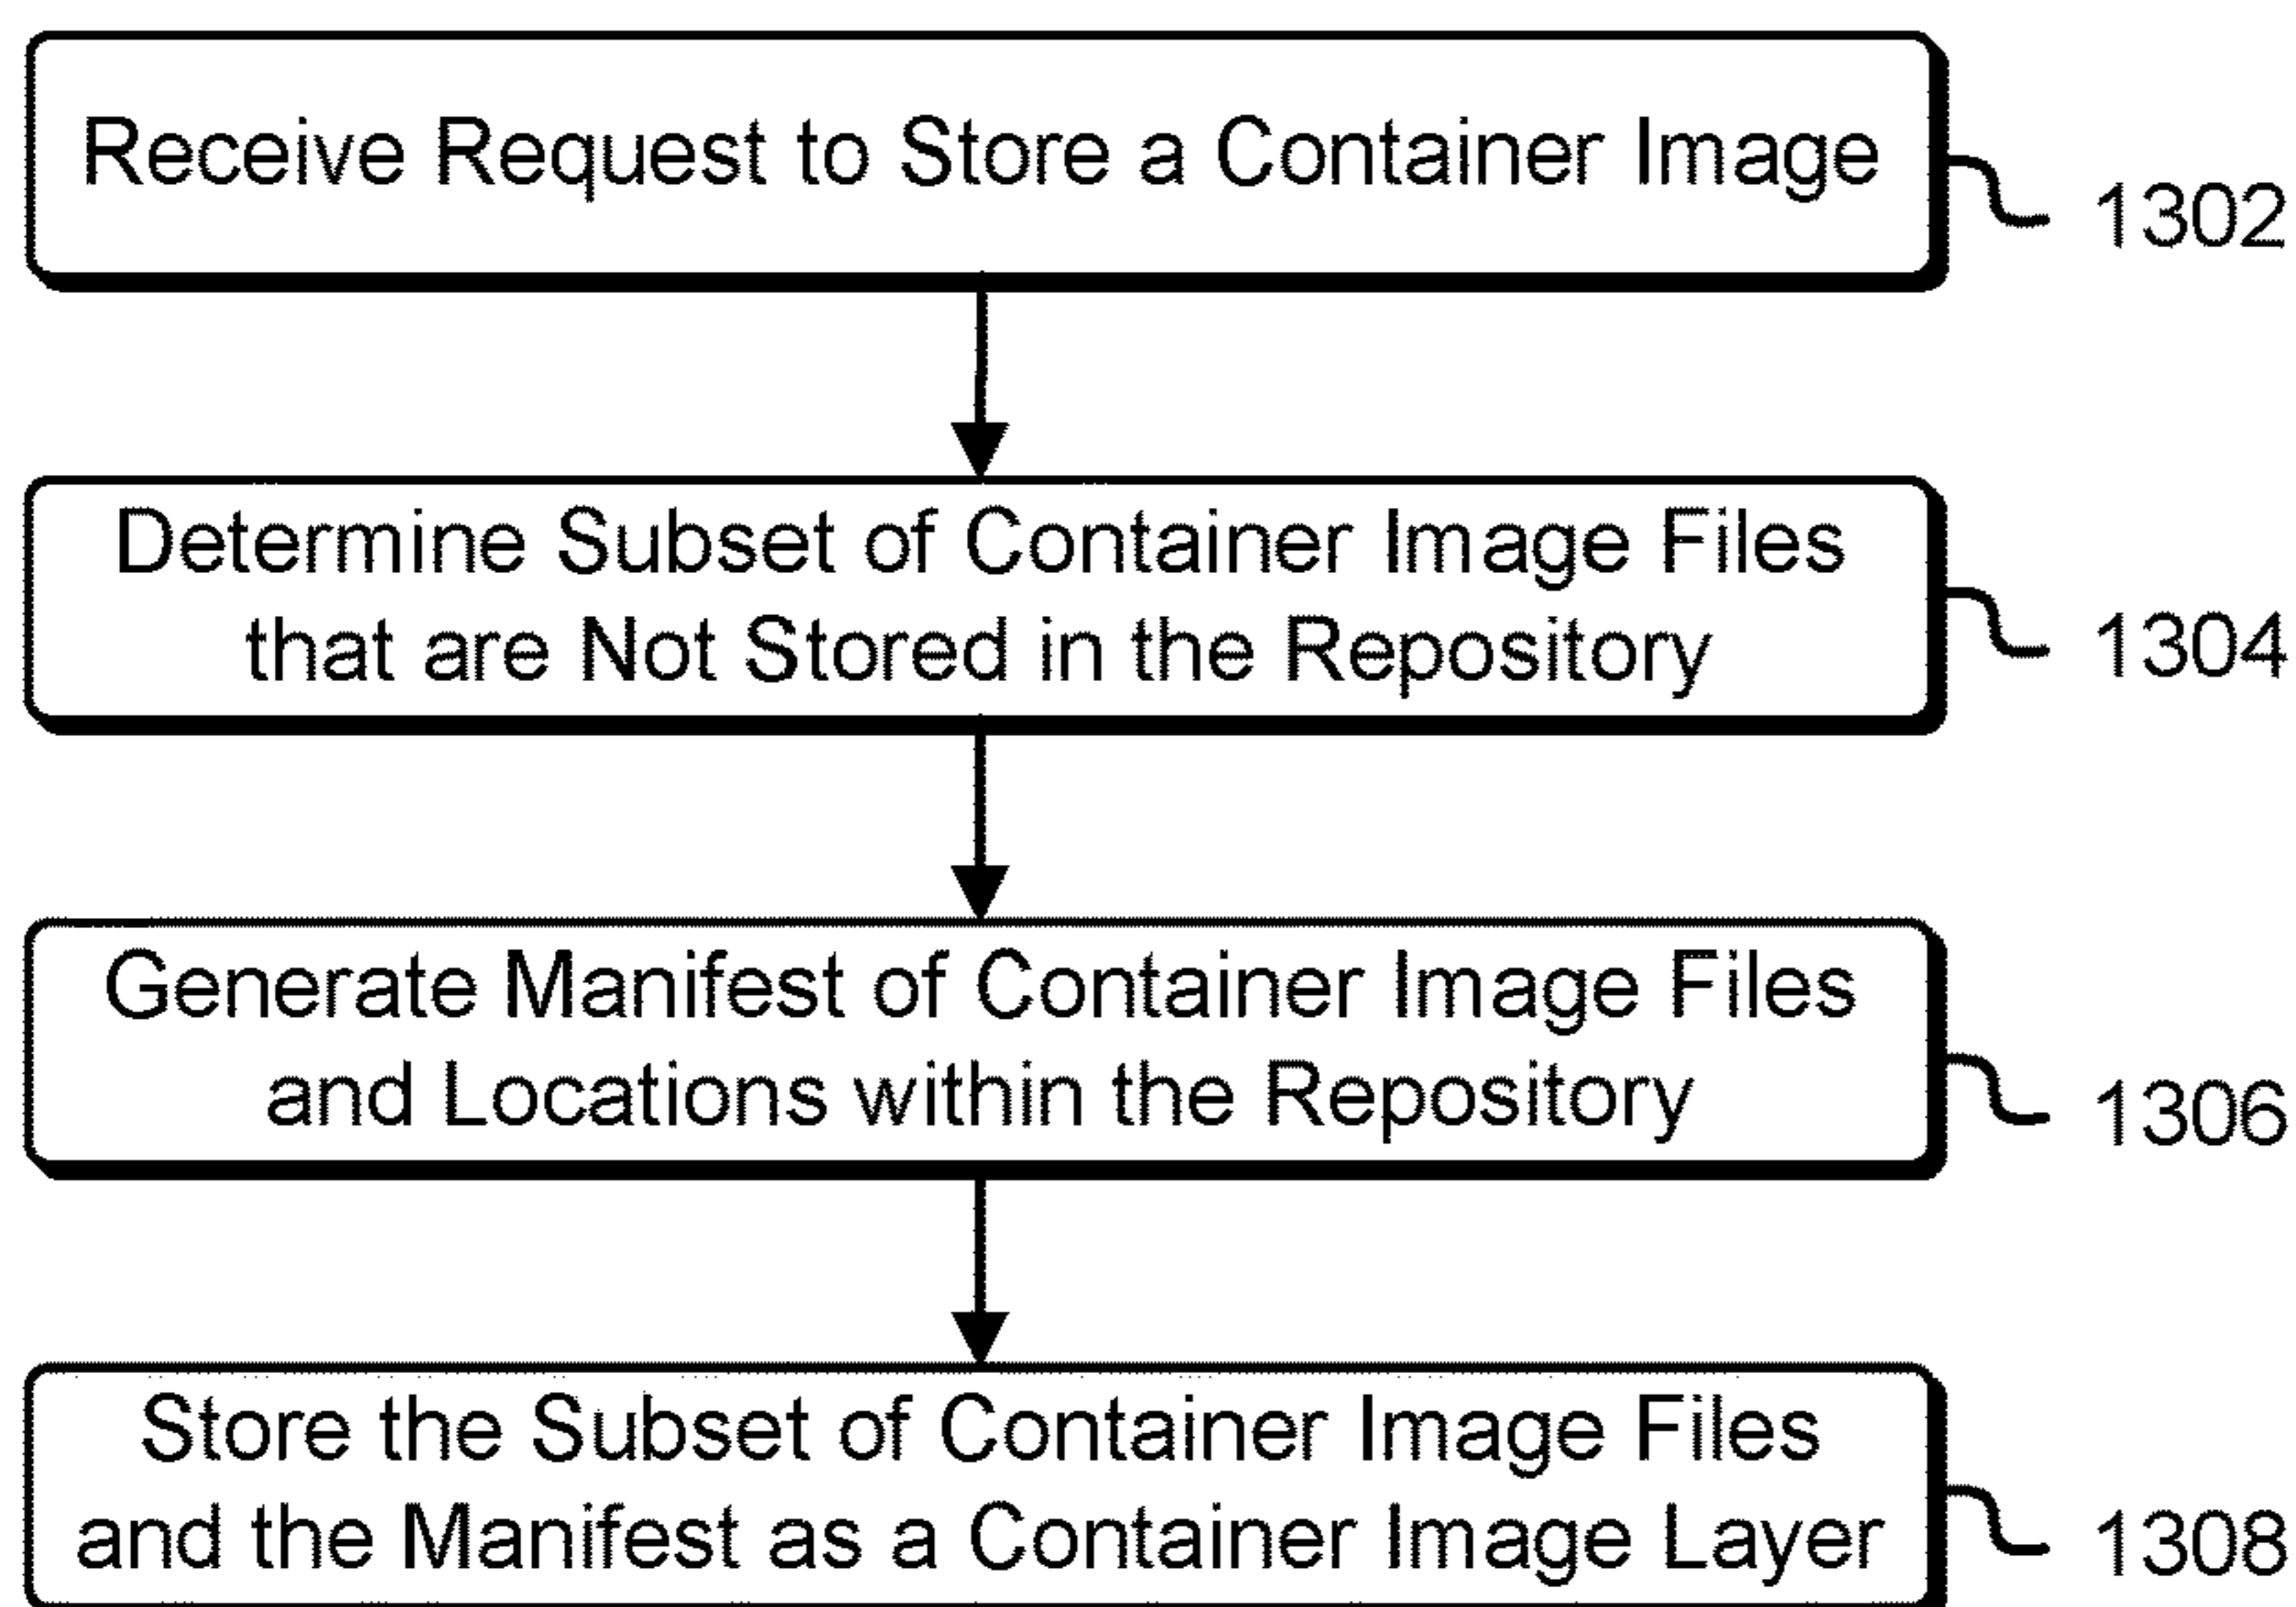 Receive Request to Store a Container Image
1302
Determine Subset of Container Image Files
that are Not Stored in the Repository
1304
Generate Manifest of Container Image Files
and Locations within the Repository
1306
Store the Subset of Container Image Files
and the Manifest as a Container Image Layer
1308